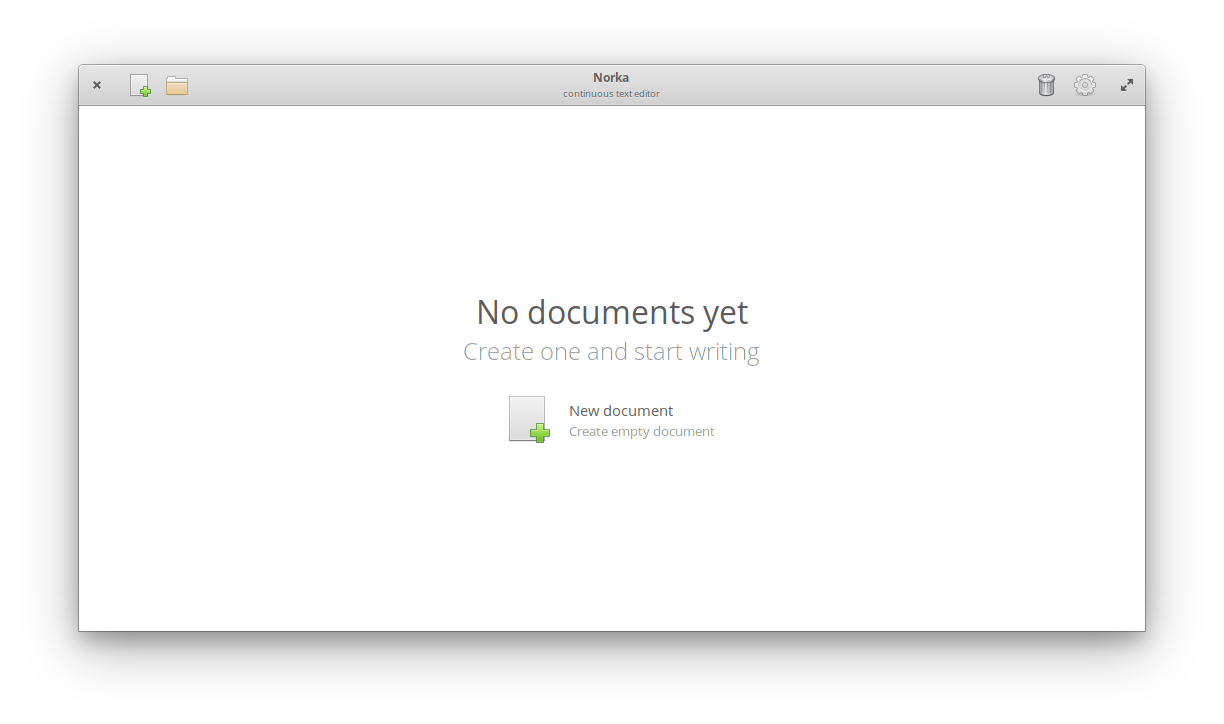 Norka
continuous text editor
No documents yet
Create one and start writing
New document
Create empty document